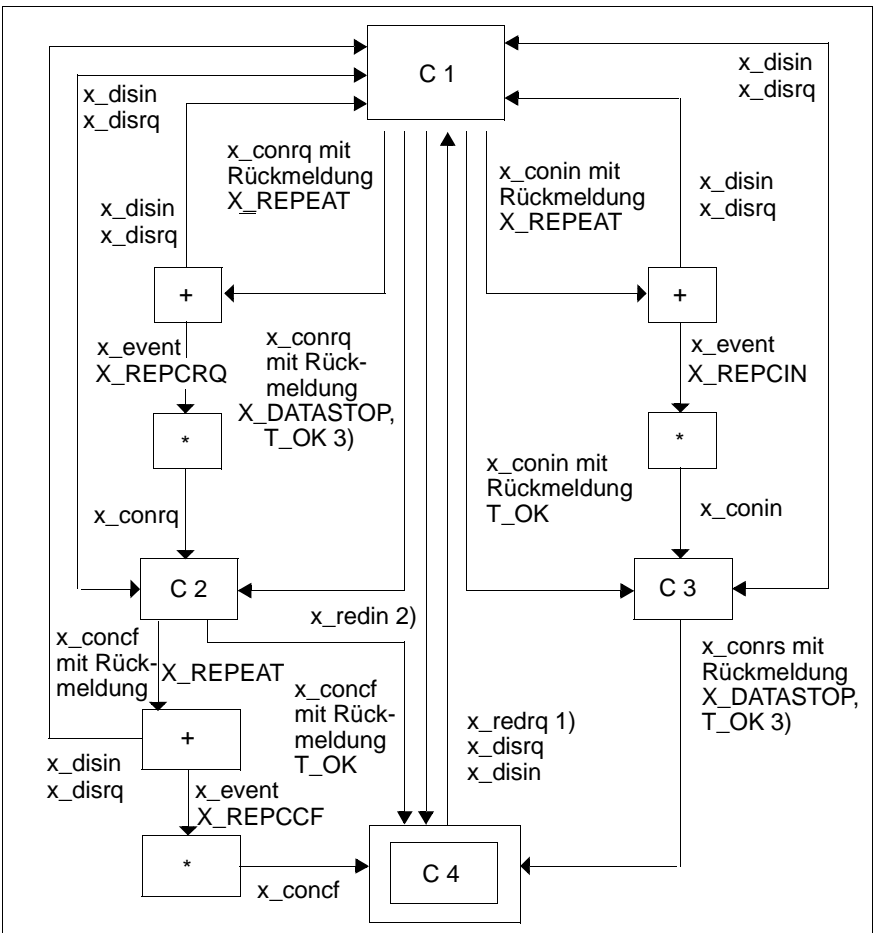 C 1
x_disin
x_disrq
x_disin
x_disrq
x_conrq mit
Rückmeldung
X_REPEAT
x_conin mit
Rückmeldung
X_REPEAT
x_disin
x_disrq
x_disin
x_disrq
+
+
x_event
X_REPCRQ
x_conrq
mit Rück-
meldung
X_DATASTOP,
T_OK 3)
x_event
X_REPCIN
*
*
x_conin mit
Rückmeldung
T_OK
x_conrq
x_conin
C 2
C 3
x_redin 2)
x_concf
mit Rück-
meldung
X_REPEAT
x_concf
mit Rück-
meldung
T_OK
x_conrs mit
Rückmeldung
X_DATASTOP,
T_OK 3)
x_redrq 1)
x_disrq
x_disin
+
x_disin
x_disrq
x_event
X_REPCCF
*
x_concf
C 4